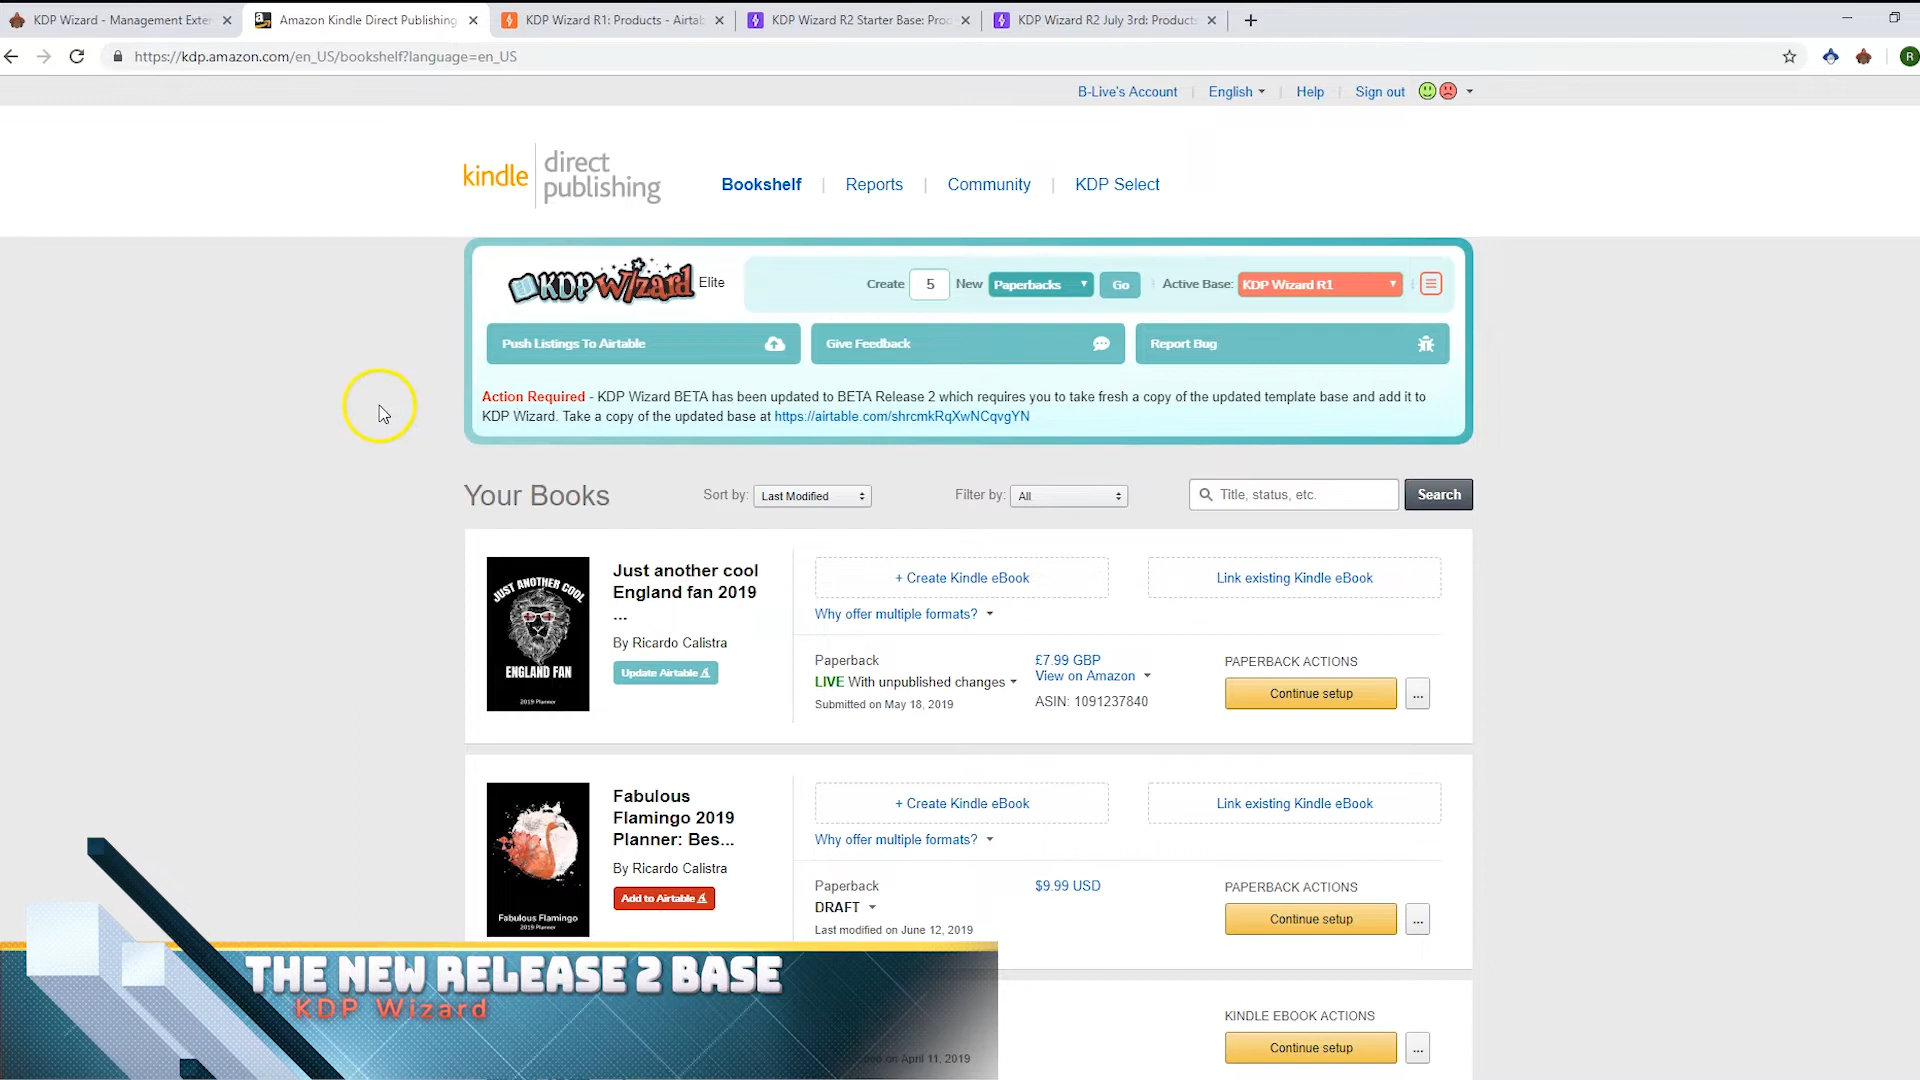 KDP Wizard - Management Exter
Amazon Kindle Direct Publishing
KDP Wizard R1: Products - Airtab
KDP Wizard R2 Starter Base: Proc
KDP Wizard R2 July 3rd: Products
https://kdp.amazon.com/en_US/bookshelf?language=en_US
R
B-Live's Account
English
Help
Sign out
kindle direct publishing
Bookshelf
Reports
Community
KDP Select
KDP Wizard Elite
Create 5 New Paperbacks Go
Active Base: KDP Wizard R1
Push Listings To Airtable
Give Feedback
Report Bug
Action Required - KDP Wizard BETA has been updated to BETA Release 2 which requires you to take fresh a copy of the updated template base and add it to
KDP Wizard. Take a copy of the updated base at https://airtable.com/shrcmkRqXwNCqvgYN
Your Books
Sort by: Last Modified
Filter by: All
Title, status, etc.
Search
JUST ANOTHER COOL
ENGLAND FAN
2019 Planner
Just another cool
England fan 2019
...
By Ricardo Calistra
Update Airtable
+ Create Kindle eBook
Link existing Kindle eBook
Why offer multiple formats?
Paperback
LIVE With unpublished changes
Submitted on May 18, 2019
£7.99 GBP
View on Amazon
ASIN: 1091237840
PAPERBACK ACTIONS
Continue setup
...
Fabulous Flamingo
2019 Planner
Fabulous
Flamingo 2019
Planner: Bes...
By Ricardo Calistra
Add to Airtable
+ Create Kindle eBook
Link existing Kindle eBook
Why offer multiple formats?
Paperback
DRAFT
Last modified on June 12, 2019
$9.99 USD
PAPERBACK ACTIONS
Continue setup
...
THE NEW RELEASE 2 BASE
KDP Wizard
on April 11, 2019
KINDLE EBOOK ACTIONS
Continue setup
...